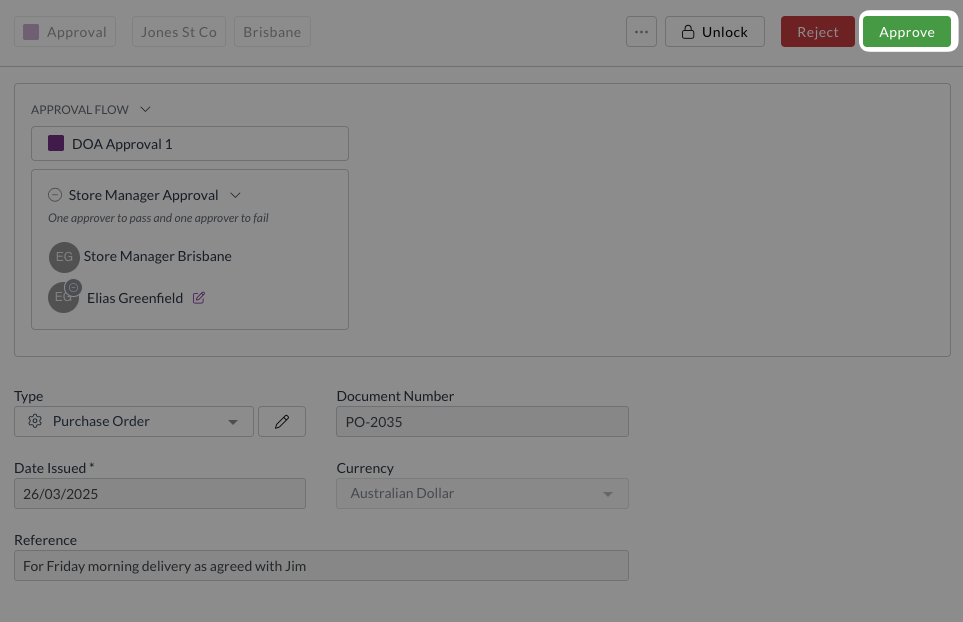 Approval Jones St Co Brisbane ... Unlock Reject Approve
APPROVAL FLOW
DOA Approval 1
Store Manager Approval
One approver to pass and one approver to fail
EG Store Manager Brisbane
EG Elias Greenfield
Type Document Number
Purchase Order PO-2035
Date Issued * Currency
26/03/2025 Australian Dollar
Reference
For Friday morning delivery as agreed with Jim